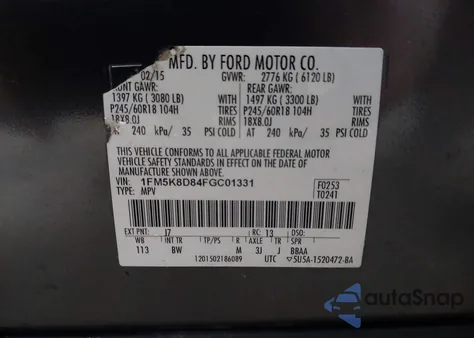 MFD. BY FORD MOTOR CO.
02/15 GVWR: 2776 KG ( 6120 LB)
FRONT GAWR: REAR GAWR:
1397 KG ( 3080 LB) WITH 1497 KG ( 3300 LB) WITH
P245/60R18 104H TIRES P245/60R18 104H TIRES
18X8.0J RIMS 18X8.0J RIMS
AT 240 kPa/ 35 PSI COLD AT 240 kPa/ 35 PSI COLD
THIS VEHICLE CONFORMS TO ALL APPLICABLE FEDERAL MOTOR
VEHICLE SAFETY STANDARDS IN EFFECT ON THE DATE OF
MANUFACTURE SHOWN ABOVE.
VIN: 1FM5K8D84FGC01331 F0253
TYPE: MPV T0241
EXT PNT: J7 RC: 13 DSO:
WB INT TR TP/PS R AXLE TR SPR
113 BW M 3J J BBAA
1201502186089 UTC
autoSnap